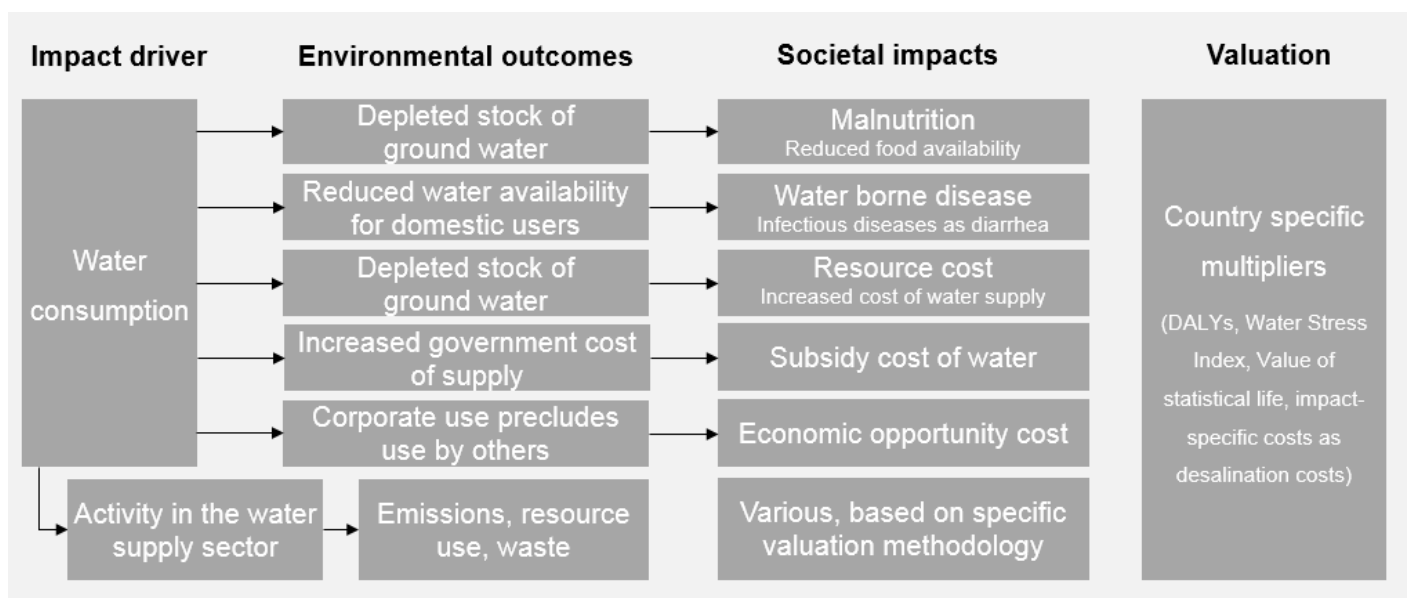 Impact driver
Environmental outcomes
Societal impacts
Valuation
Water
consumption
Depleted stock of
ground water
Malnutrition
Reduced food availability
Reduced water availability
for domestic users
Water borne disease
Infectious diseases as diarrhea
Depleted stock of
ground water
Resource cost
Increased cost of water supply
Increased government cost
of supply
Subsidy cost of water
Corporate use precludes
use by others
Economic opportunity cost
Activity in the water
supply sector
Emissions, resource
use, waste
Various, based on specific
valuation methodology
Country specific
multipliers
(DALYs, Water Stress
Index, Value of
statistical life, impact-
specific costs as
desalination costs)